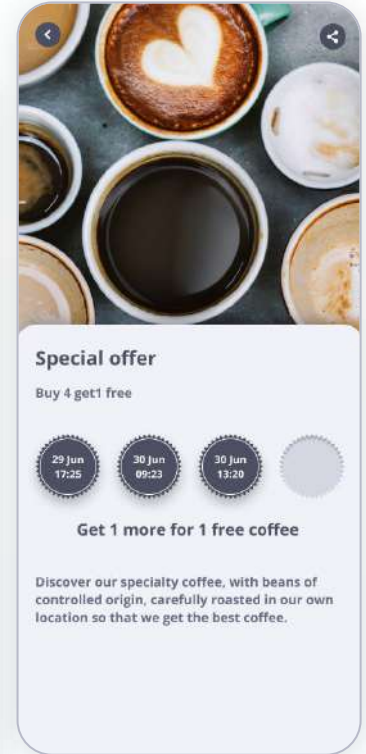 Special offer
Buy 4 get1 free
29 Jun
17:25
30 Jun
09:23
30 Jun
13:20
Get 1 more for 1 free coffee
Discover our specialty coffee, with beans of
controlled origin, carefully roasted in our own
location so that we get the best coffee.